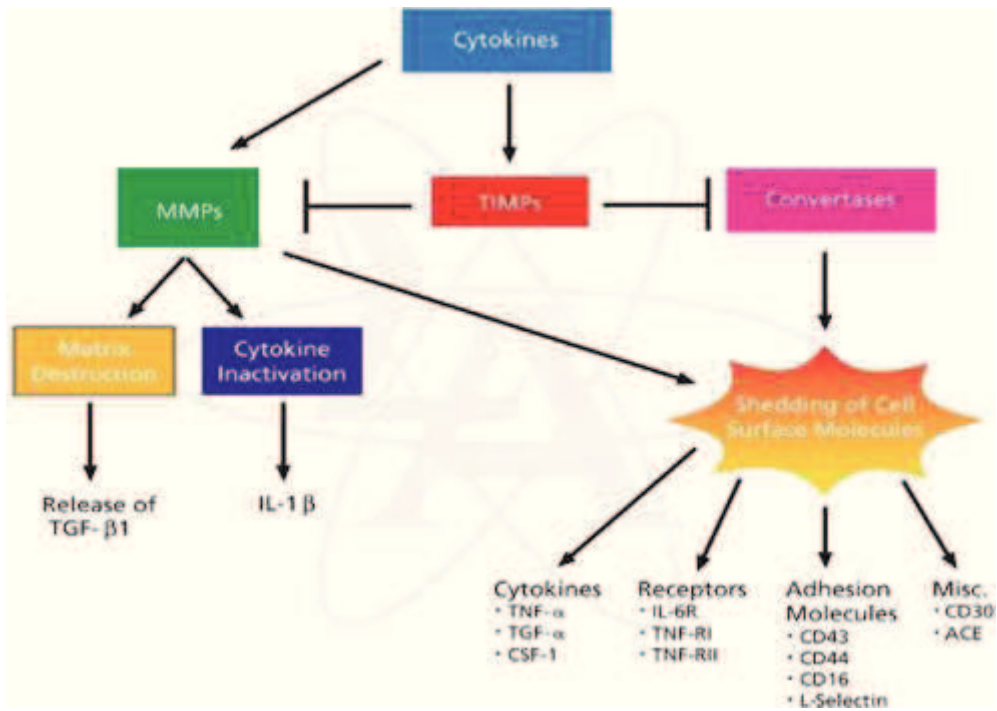 Cytokines
MMPs
TIMPs
Convertases
Matrix
Destruction
Cytokine
Inactivation
Shedding of Cell
Surface Molecules
Release of
TGF- β1
IL-1 β
Cytokines
· TNF-α
· TGF-α
· CSF-1
Receptors
· IL-6R
· TNF-RI
· TNF-RII
Adhesion
Molecules
· CD43
· CD44
· CD16
· L-Selectin
Misc.
· CD30
· ACE